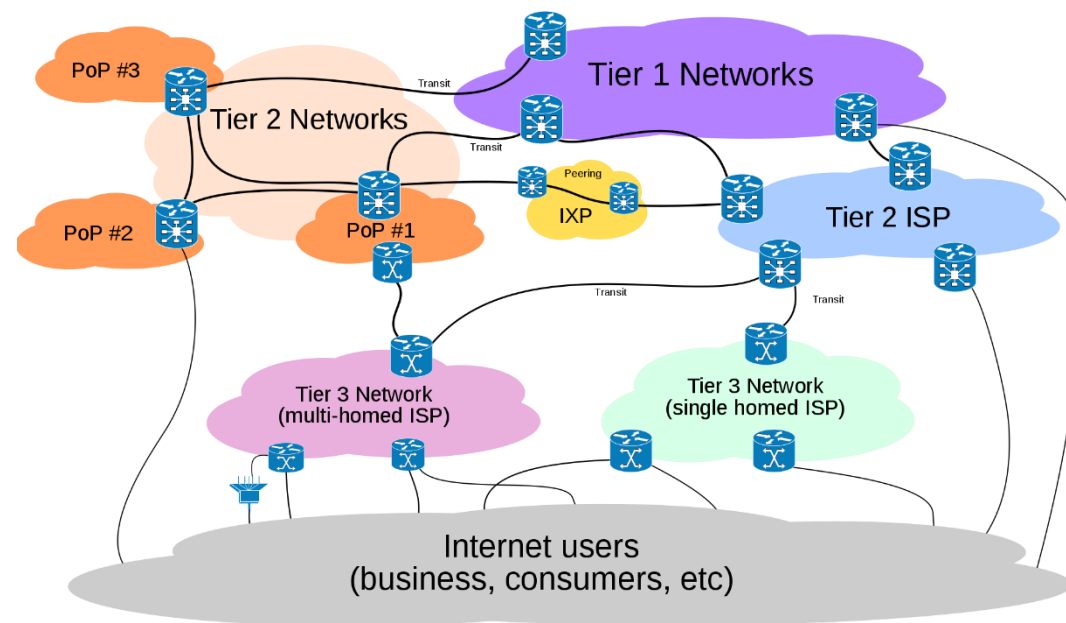 PoP #3
Transit
Tier 1 Networks
Tier 2 Networks
Transit
Peering
IXP
PoP #2
PoP #1
Tier 2 ISP
Transit
Transit
Tier 3 Network
(multi-homed ISP)
Tier 3 Network
(single homed ISP)
Internet users
(business, consumers, etc)